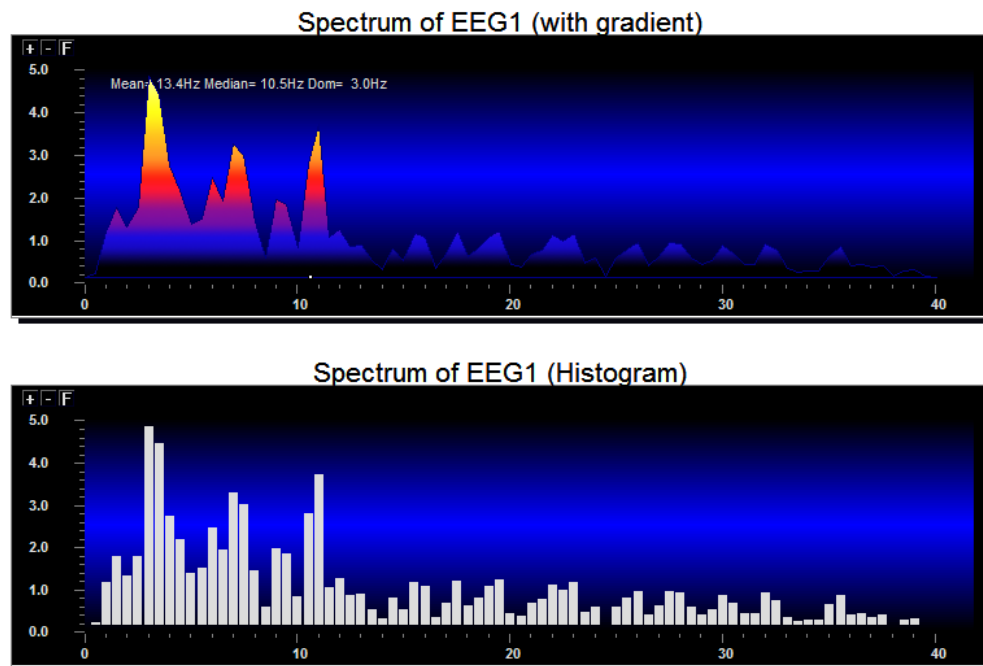 Spectrum of EEG1 (with gradient)
+ - F
5.0
Mean= 13.4Hz Median= 10.5Hz Dom= 3.0Hz
4.0
3.0
2.0
1.0
0.0
0 10 20 30 40
Spectrum of EEG1 (Histogram)
+ - F
5.0
4.0
3.0
2.0
1.0
0.0
0 10 20 30 40